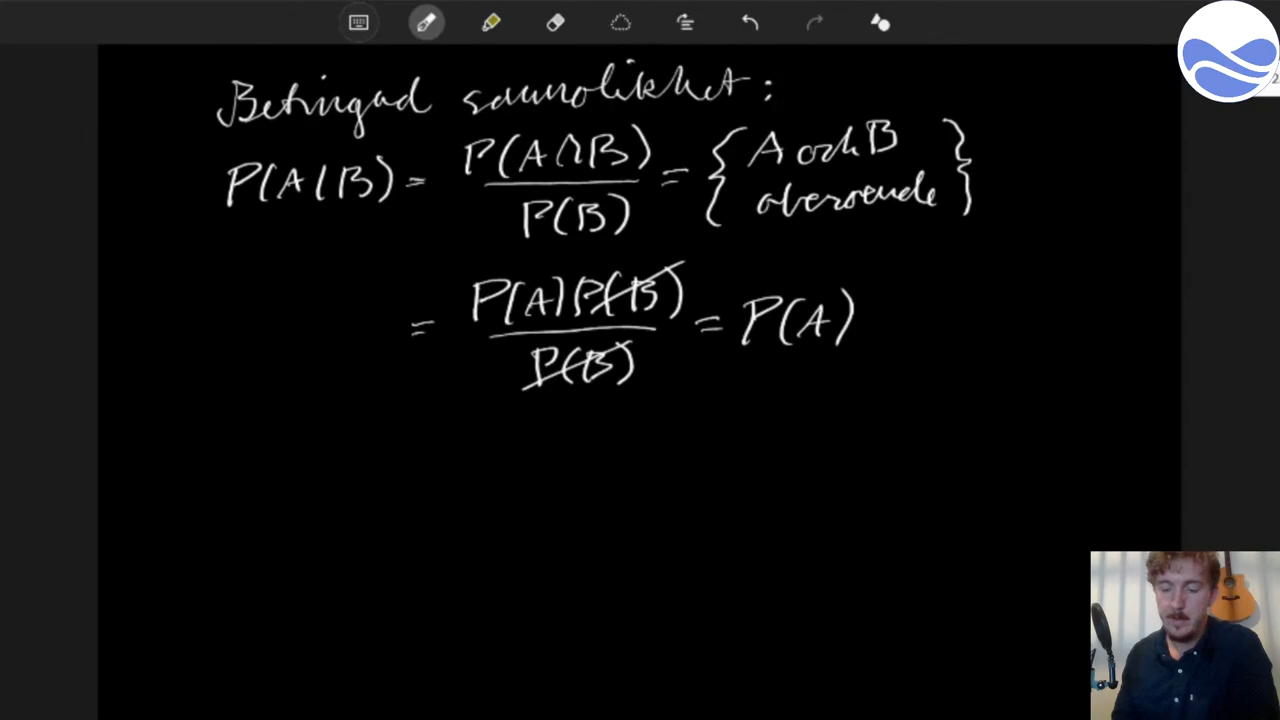 Betingad sannolikhet:
P(A|B) = P(A∩B) / P(B) = { A och B oberoende }
= P(A)P(B) / P(B) = P(A)